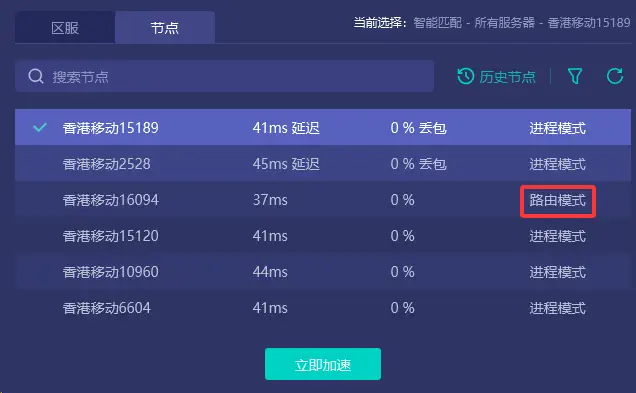 区服 节点 当前选择：智能匹配 - 所有服务器 - 香港移动15189
搜索节点 历史节点
香港移动15189 41ms 延迟 0 % 丢包 进程模式
香港移动2528 45ms 延迟 0 % 丢包 进程模式
香港移动16094 37ms 0 % 路由模式
香港移动15120 41ms 0 % 进程模式
香港移动10960 44ms 0 % 进程模式
香港移动6604 41ms 0 % 进程模式
立即加速